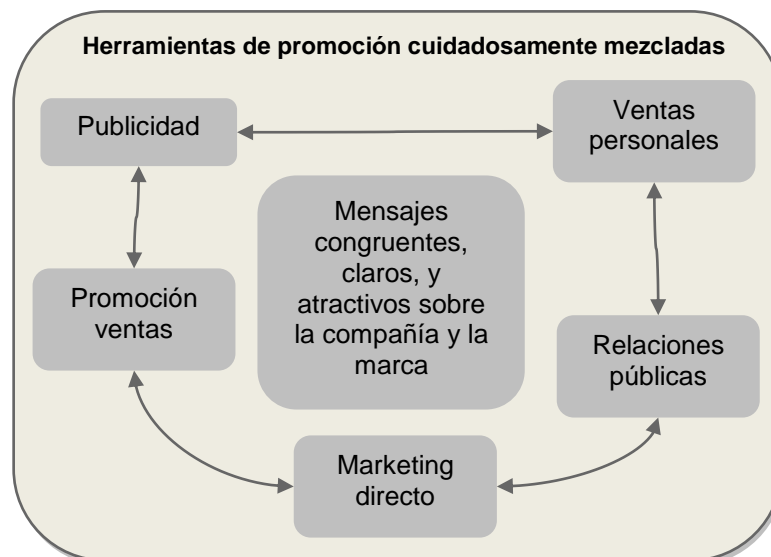 Herramientas de promoción cuidadosamente mezcladas
Publicidad
Ventas
personales
Mensajes
congruentes,
claros, y
atractivos sobre
la compañía y la
marca
Promoción
ventas
Relaciones
públicas
Marketing
directo